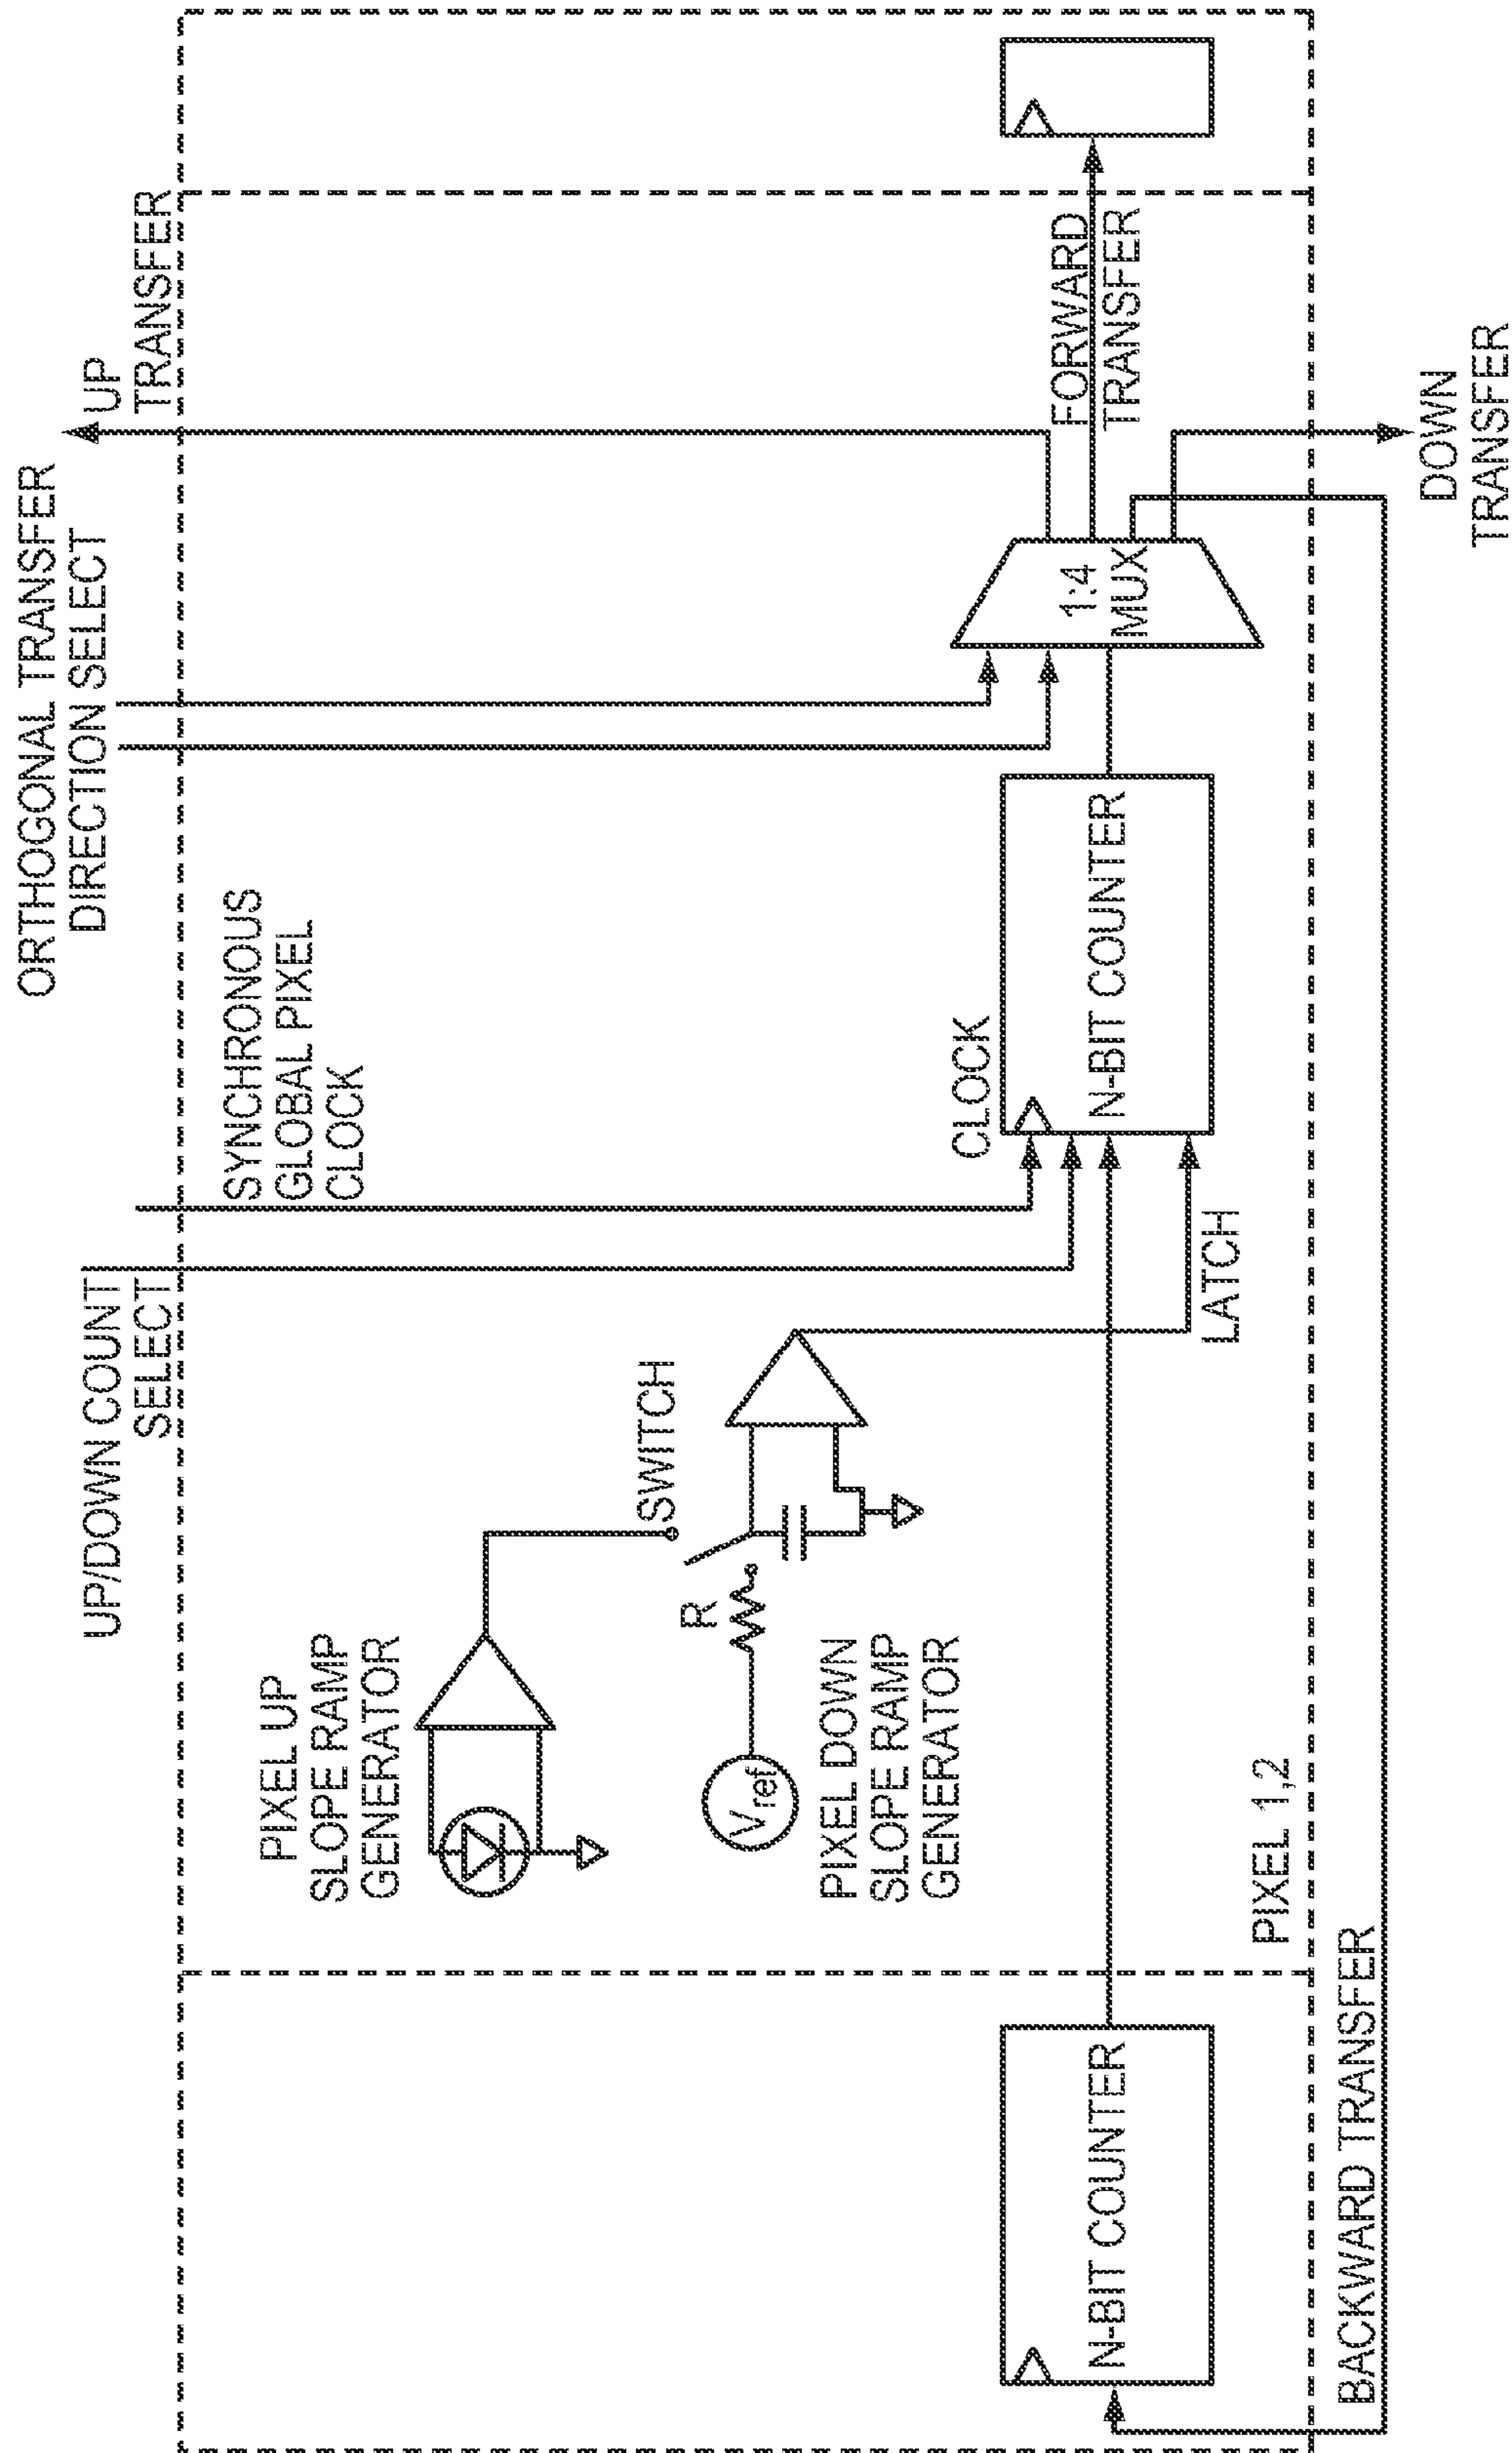 ORTHOGONAL TRANSFER
DIRECTION SELECT
UP
TRANSFER
UP/DOWN COUNT
SELECT
SYNCHRONOUS
GLOBAL PIXEL
CLOCK
PIXEL UP
SLOPE RAMP
GENERATOR
SWITCH
R
Vref
PIXEL DOWN
SLOPE RAMP
GENERATOR
CLOCK
LATCH
N-BIT COUNTER
N-BIT COUNTER
1:4
MUX
FORWARD
TRANSFER
PIXEL 1,2
BACKWARD TRANSFER
DOWN
TRANSFER